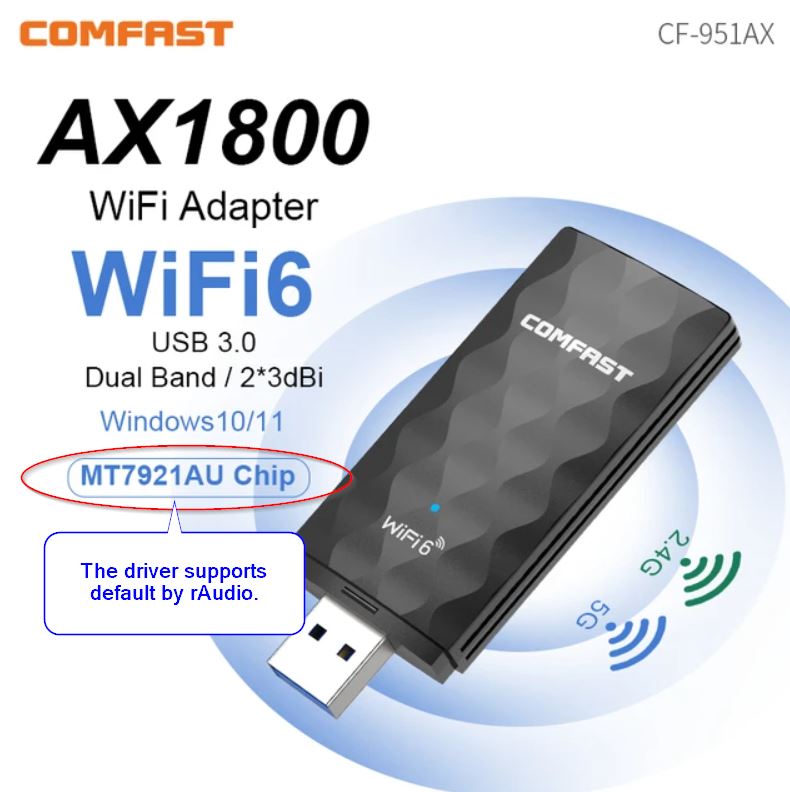 COMFAST
CF-951AX
AX1800
WiFi Adapter
WiFi6
USB 3.0
Dual Band / 2*3dBi
Windows10/11
MT7921AU Chip
The driver supports
default by rAudio.
COMFAST
WiFi6
2.4G
5G